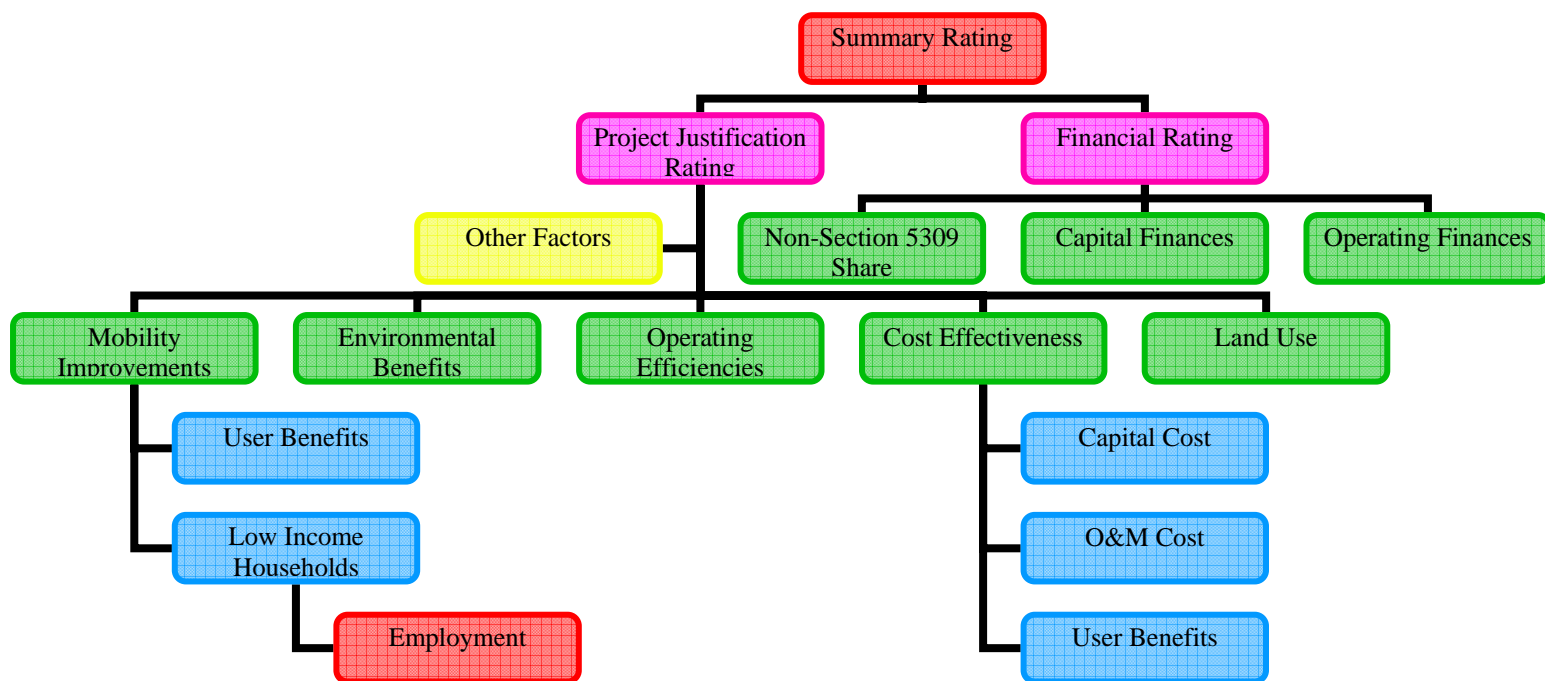 Summary Rating
Project Justification
Rating
Financial Rating
Other Factors
Non-Section 5309
Share
Capital Finances
Operating Finances
Mobility
Improvements
Environmental
Benefits
Operating
Efficiencies
Cost Effectiveness
Land Use
User Benefits
Capital Cost
Low Income
Households
O&M Cost
Employment
User Benefits